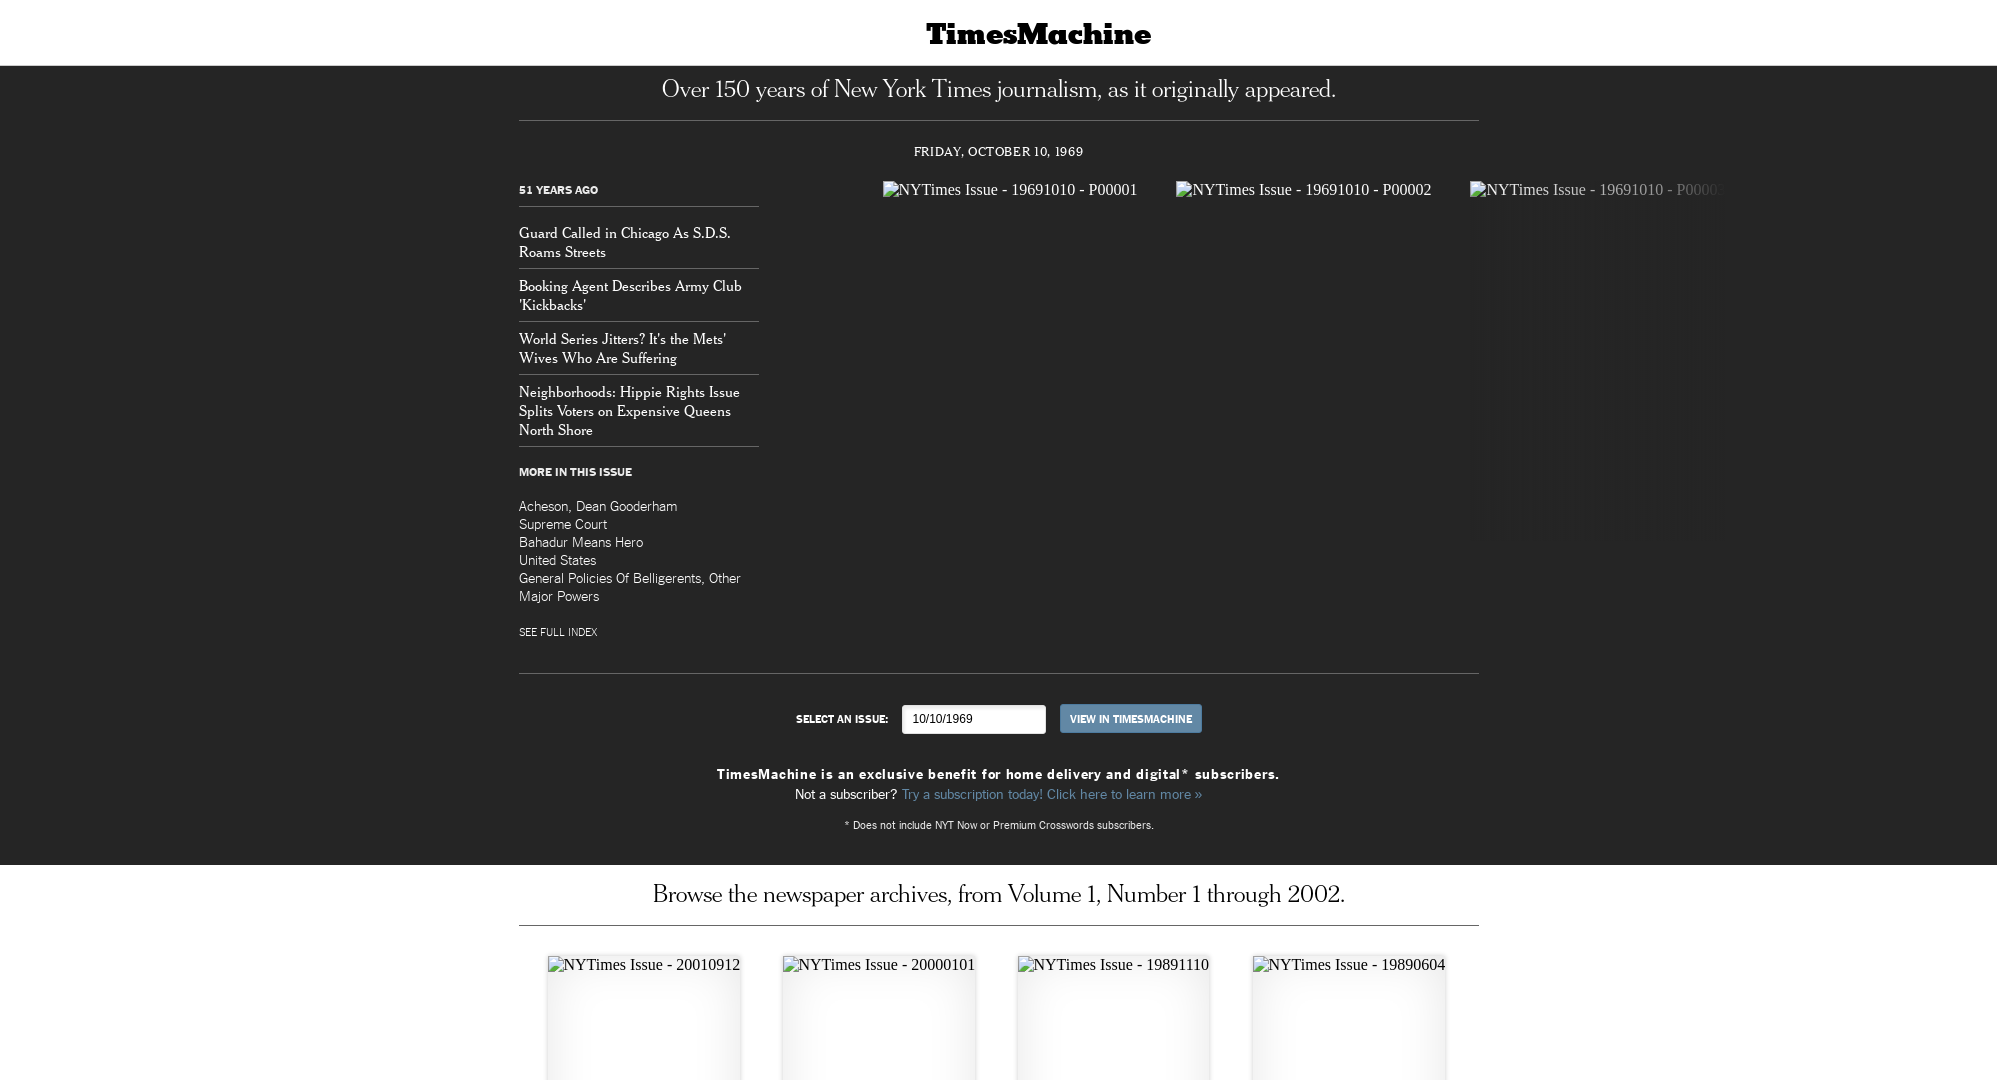 TimesMachine
Over 150 years of New York Times journalism, as it originally appeared.
FRIDAY, OCTOBER 10, 1969
51 YEARS AGO
Guard Called in Chicago As S.D.S.
Roams Streets
Booking Agent Describes Army Club
'Kickbacks'
World Series Jitters? It's the Mets'
Wives Who Are Suffering
Neighborhoods: Hippie Rights Issue
Splits Voters on Expensive Queens
North Shore
MORE IN THIS ISSUE
Acheson, Dean Gooderham
Supreme Court
Bahadur Means Hero
United States
General Policies Of Belligerents, Other
Major Powers
SEE FULL INDEX
NYTimes Issue - 19691010 - P00001
NYTimes Issue - 19691010 - P00002
NYTimes Issue - 19691010 -
SELECT AN ISSUE:
10/10/1969
VIEW IN TIMESMACHINE
TimesMachine is an exclusive benefit for home delivery and digital* subscribers.
Not a subscriber? Try a subscription today! Click here to learn more »
* Does not include NYT Now or Premium Crosswords subscribers.
Browse the newspaper archives, from Volume 1, Number 1 through 2002.
NYTimes Issue - 20010912
NYTimes Issue - 20000101
NYTimes Issue - 19891110
NYTimes Issue - 19890604